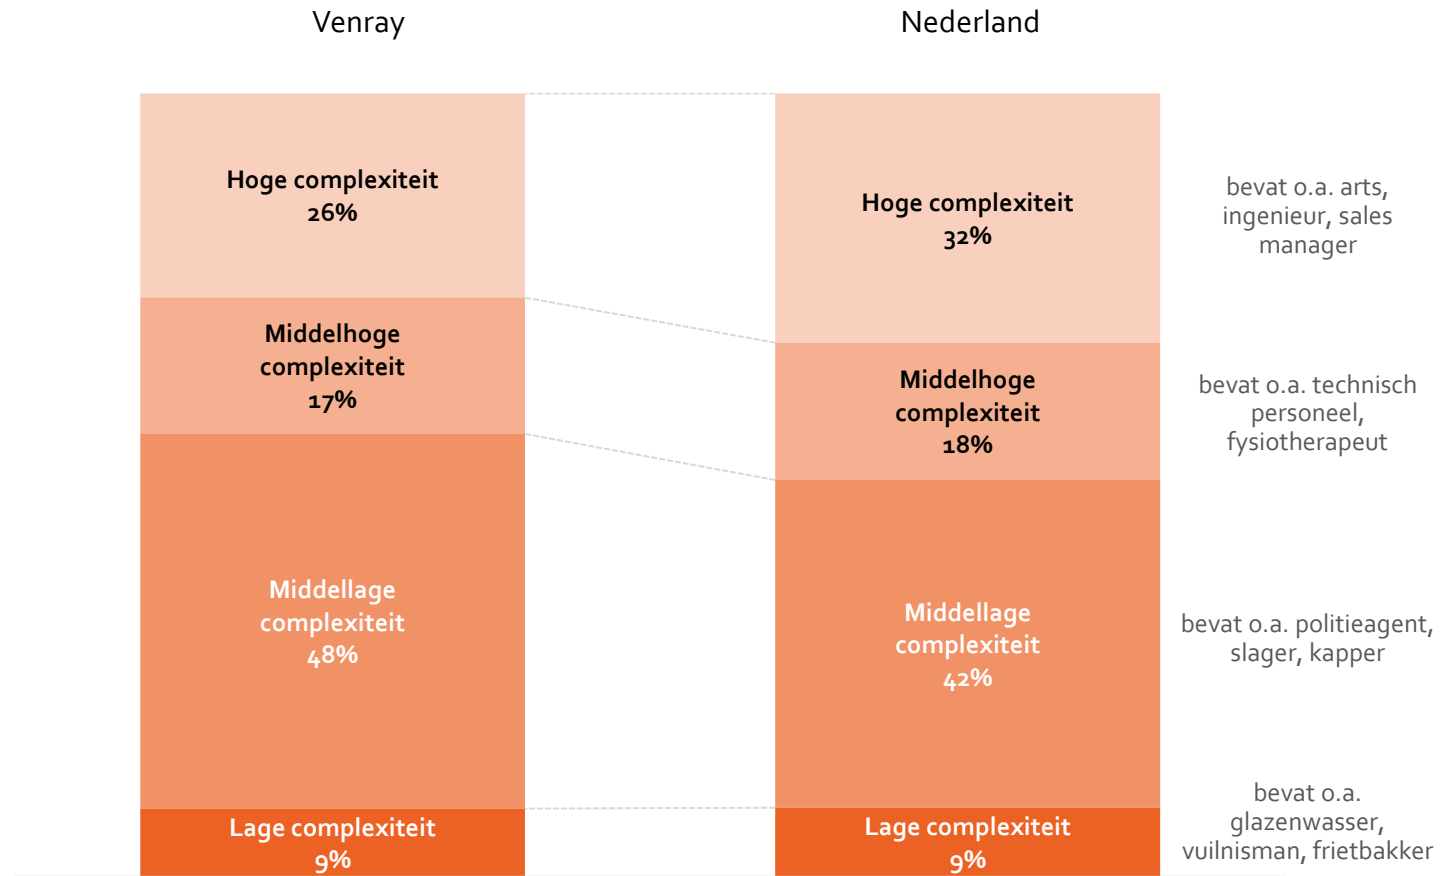 Venray
Nederland
Hoge complexiteit
26%
Middelhoge
complexiteit
17%
Middellage
complexiteit
48%
Lage complexiteit
9%
Hoge complexiteit
32%
Middelhoge
complexiteit
18%
Middellage
complexiteit
42%
Lage complexiteit
9%
bevat o.a. arts,
ingenieur, sales
manager
bevat o.a. technisch
personeel,
fysiotherapeut
bevat o.a. politieagent,
slager, kapper
bevat o.a.
glazenwasser,
vuilnisman, frietbakker